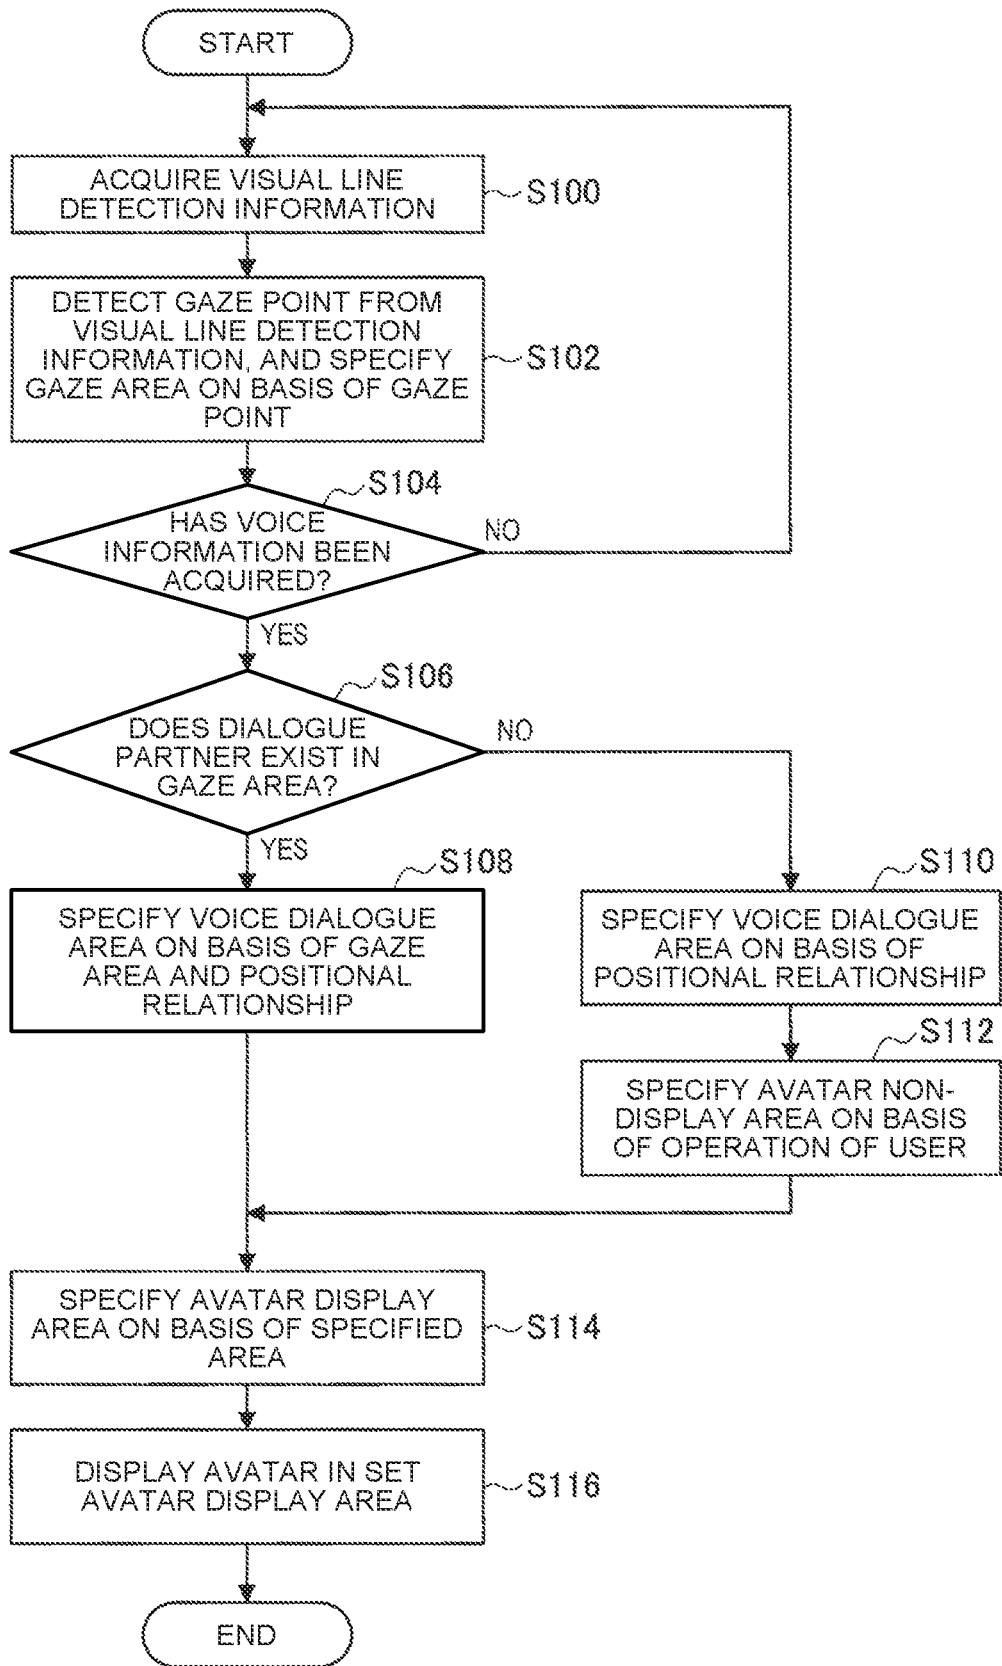 START
ACQUIRE VISUAL LINE
DETECTION INFORMATION
S100
DETECT GAZE POINT FROM
VISUAL LINE DETECTION
INFORMATION, AND SPECIFY
GAZE AREA ON BASIS OF GAZE
POINT
S102
S104
HAS VOICE
INFORMATION BEEN
ACQUIRED?
NO
YES
S106
DOES DIALOGUE
PARTNER EXIST IN
GAZE AREA?
NO
YES
S108
SPECIFY VOICE DIALOGUE
AREA ON BASIS OF GAZE
AREA AND POSITIONAL
RELATIONSHIP
S110
SPECIFY VOICE DIALOGUE
AREA ON BASIS OF
POSITIONAL RELATIONSHIP
S112
SPECIFY AVATAR NON-
DISPLAY AREA ON BASIS
OF OPERATION OF USER
SPECIFY AVATAR DISPLAY
AREA ON BASIS OF SPECIFIED
AREA
S114
DISPLAY AVATAR IN SET
AVATAR DISPLAY AREA
S116
END